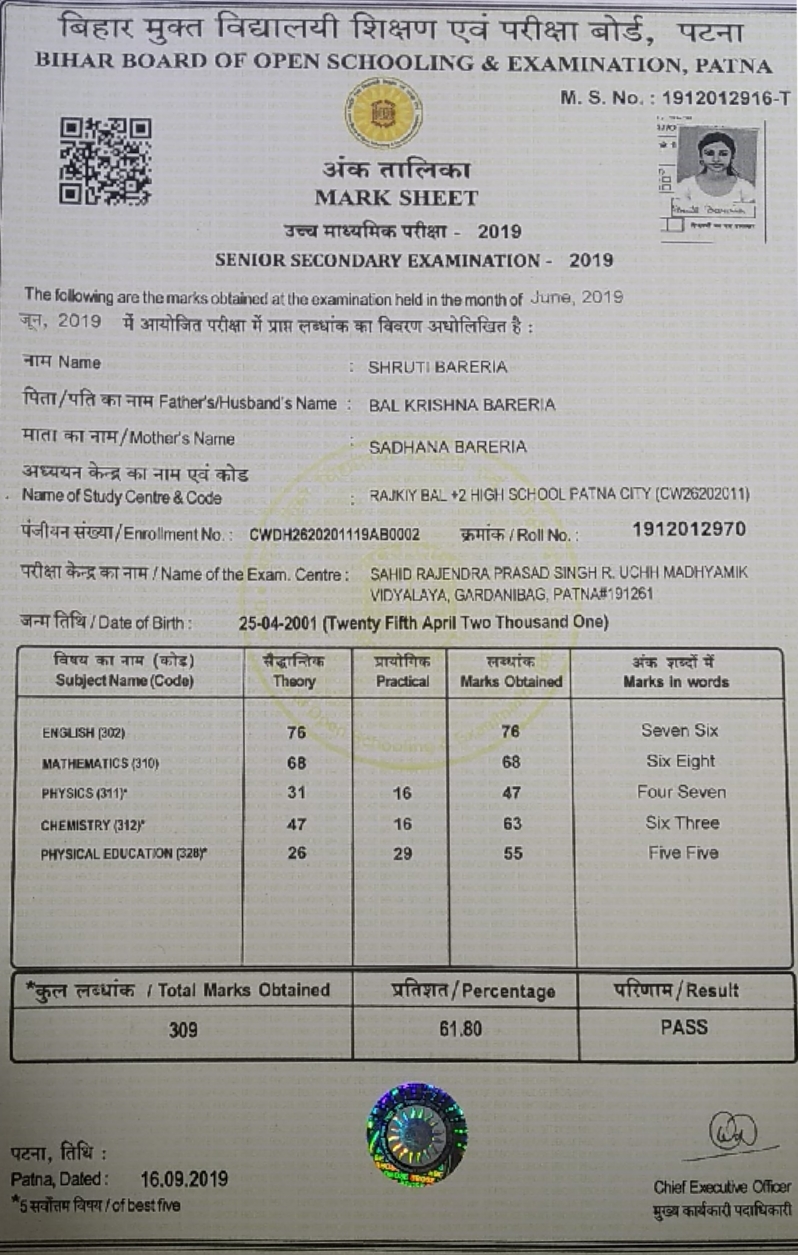 बिहार मुक्त विद्यालयी शिक्षण एवं परीक्षा बोर्ड, पटना
BIHAR BOARD OF OPEN SCHOOLING & EXAMINATION, PATNA
M. S. No. : 1912012916-T
अंक तालिका
MARK SHEET
उच्च माध्यमिक परीक्षा - 2019
SENIOR SECONDARY EXAMINATION - 2019
The following are the marks obtained at the examination held in the month of June, 2019
जून, 2019 में आयोजित परीक्षा में प्राप्त लब्धांक का विवरण अधोलिखित है :
नाम Name : SHRUTI BARERIA
पिता/पति का नाम Father's/Husband's Name : BAL KRISHNA BARERIA
माता का नाम/Mother's Name : SADHANA BARERIA
अध्ययन केन्द्र का नाम एवं कोड
Name of Study Centre & Code : RAJKIY BAL +2 HIGH SCHOOL PATNA CITY (CW26202011)
पंजीयन संख्या/Enrollment No. : CWDH2620201119AB0002 क्रमांक / Roll No. : 1912012970
परीक्षा केन्द्र का नाम / Name of the Exam. Centre : SAHID RAJENDRA PRASAD SINGH R. UCHH MADHYAMIK
VIDYALAYA, GARDANIBAG, PATNA#191261
जन्म तिथि / Date of Birth : 25-04-2001 (Twenty Fifth April Two Thousand One)
विषय का नाम (कोड) सैद्धान्तिक प्रायोगिक लब्धांक अंक शब्दों में
Subject Name (Code) Theory Practical Marks Obtained Marks in words
ENGLISH (302) 76 76 Seven Six
MATHEMATICS (310) 68 68 Six Eight
PHYSICS (311)* 31 16 47 Four Seven
CHEMISTRY (312)* 47 16 63 Six Three
PHYSICAL EDUCATION (328)* 26 29 55 Five Five
*कुल लब्धांक / Total Marks Obtained प्रतिशत/Percentage परिणाम/Result
309 61.80 PASS
पटना, तिथि :
Patna, Dated : 16.09.2019
*5 सर्वोत्तम विषय / of best five
Chief Executive Officer
मुख्य कार्यकारी पदाधिकारी